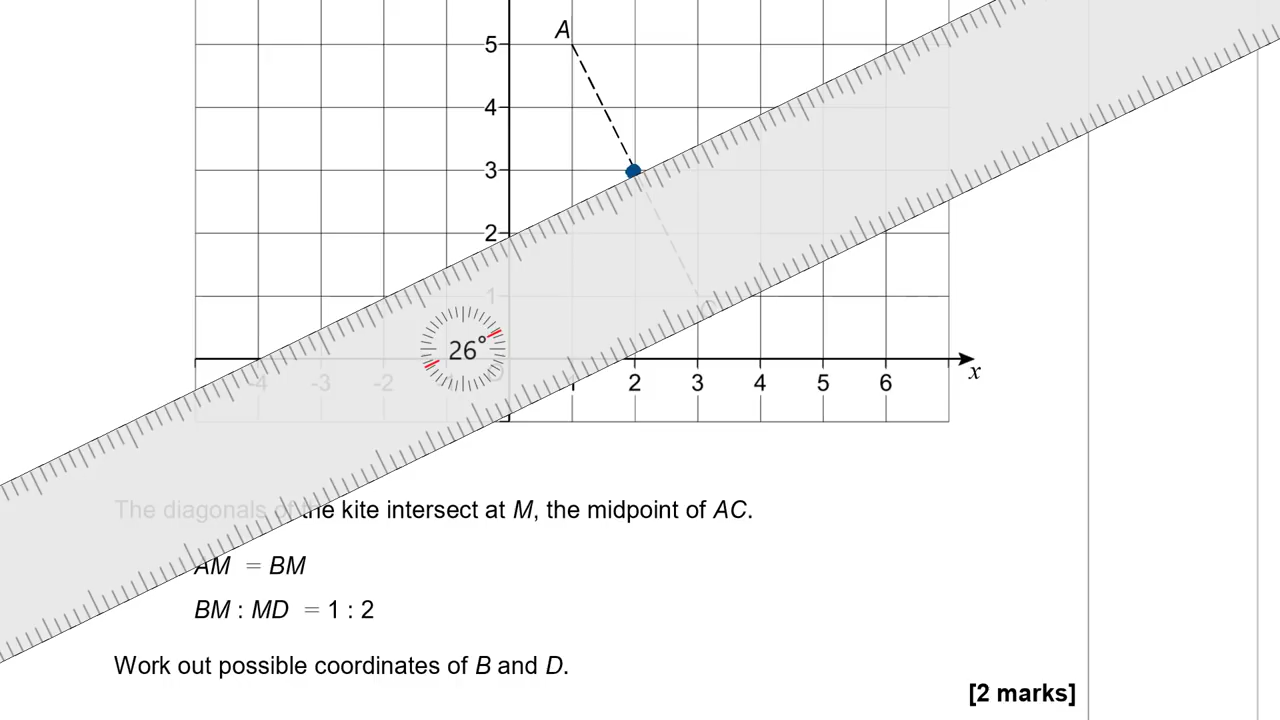 A
5
4
3
2
1
26°
-4 -3 -2 1 2 3 4 5 6
x
The diagonals of the kite intersect at M, the midpoint of AC.
AM = BM
BM : MD = 1 : 2
Work out possible coordinates of B and D.
[2 marks]